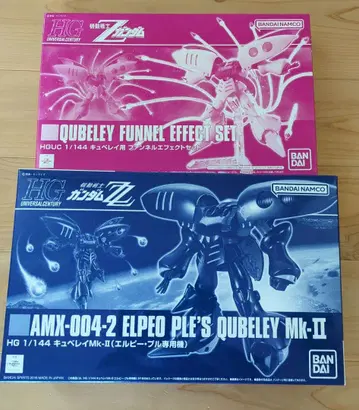 HG
UNIVERSAL CENTURY
機動戦士
Zガンダム
BANDAI NAMCO
QUBELEY FUNNEL EFFECT SET
HGUC 1/144 キュベレイ用 ファンネルエフェクトセット
BAN
DAI
HG
UNIVERSAL CENTURY
機動戦士
ガンダムZZ
BANDAI NAMCO
AMX-004-2 ELPEO PLE'S QUBELEY Mk-II
HG 1/144 キュベレイMk-II(エルピー・プル専用機)
BAN
DAI